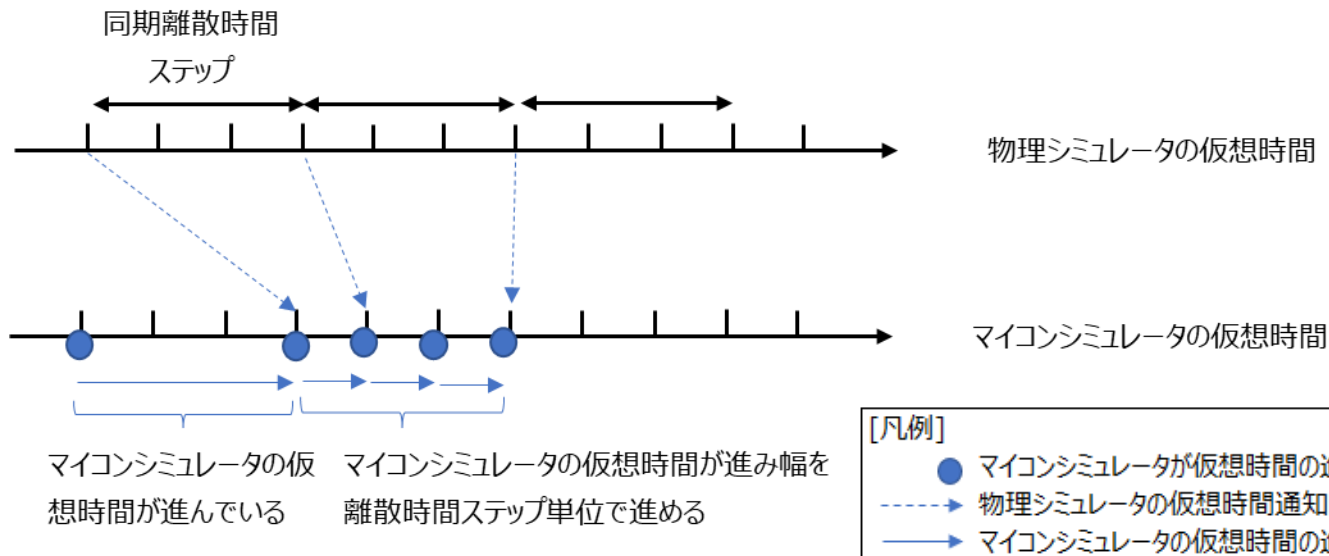 同期離散時間
ステップ
物理シミュレータの仮想時間
マイコンシミュレータの仮想時間
マイコンシミュレータの仮
想時間が進んでいる
マイコンシミュレータの仮想時間が進み幅を
離散時間ステップ単位で進める
[凡例]
マイコンシミュレータが仮想時間の進
物理シミュレータの仮想時間通知
マイコンシミュレータの仮想時間の進